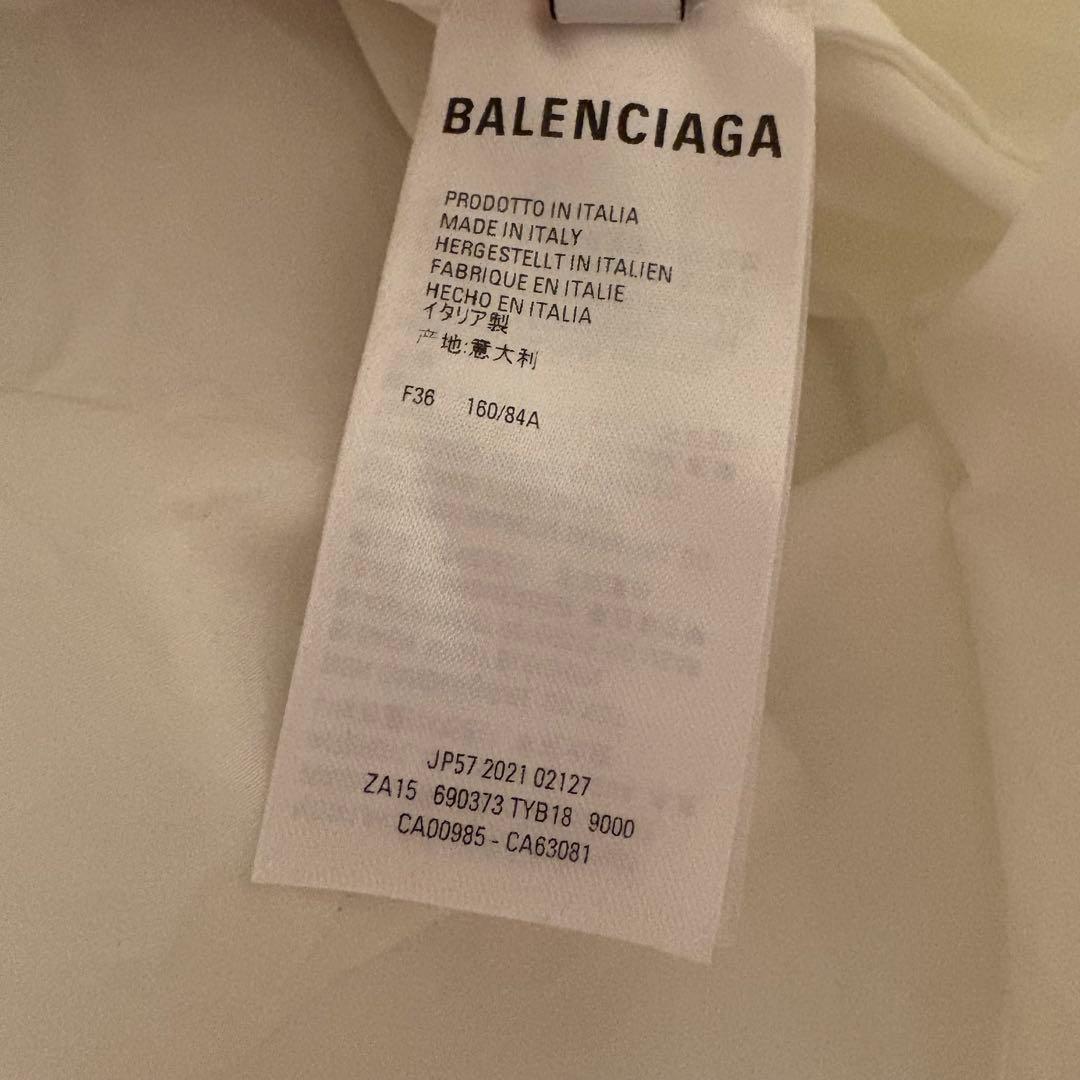 BALENCIAGA
PRODOTTO IN ITALIA
MADE IN ITALY
HERGESTELLT IN ITALIEN
FABRIQUE EN ITALIE
HECHO EN ITALIA
イタリア製
产地:意大利
F36 160/84A
JP57 2021 02127
ZA15 690373 TYB18 9000
CA00985 - CA63081